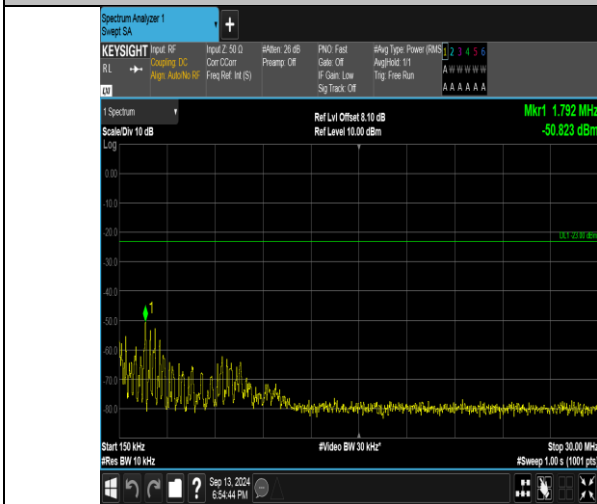 Spectrum Analyzer 1
Swept SA
+
KEYSIGHT
RL
Input: RF
Coupling: DC
Align: Auto/No RF
Input Z: 50 Ω
Corr CCorr
Freq Ref: Int (S)
#Atten: 26 dB
Preamp: Off
PNO: Fast
Gate: Off
IF Gain: Low
Sig Track: Off
#Avg Type: Power (RMS
Avg|Hold: 1/1
Trig: Free Run
1 2 3 4 5 6
A W W W W W
A A A A A A
1 Spectrum
Scale/Div 10 dB
Log
Ref Lvl Offset 8.10 dB
Ref Level 10.00 dBm
Mkr1 1.792 MHz
-50.823 dBm
0.00
-10.0
-20.0
DL1 -23.00 dBm
-30.0
-40.0
1
-50.0
-60.0
-70.0
-80.0
Start 150 kHz
#Res BW 10 kHz
#Video BW 30 kHz*
Stop 30.00 MHz
#Sweep 1.00 s (1001 pts)
?
Sep 13, 2024
6:54:44 PM